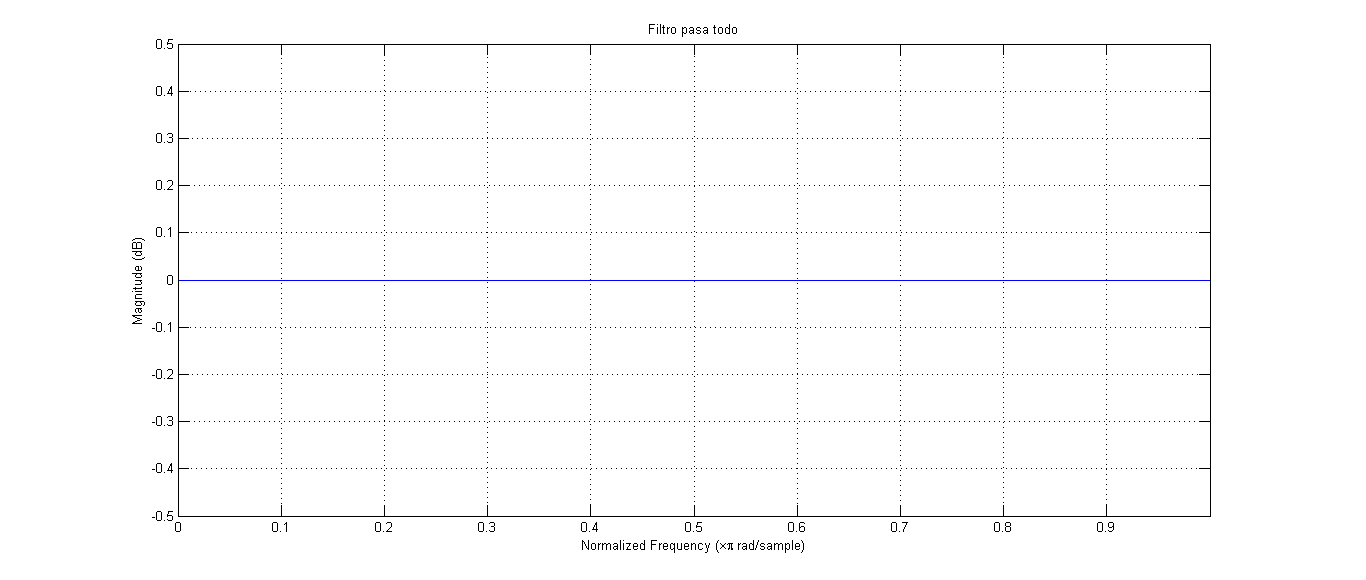 Filtro pasa todo
0.5
0.4
0.3
0.2
0.1
0
-0.1
-0.2
-0.3
-0.4
-0.5
Magnitude (dB)
0 0.1 0.2 0.3 0.4 0.5 0.6 0.7 0.8 0.9
Normalized Frequency (×π rad/sample)